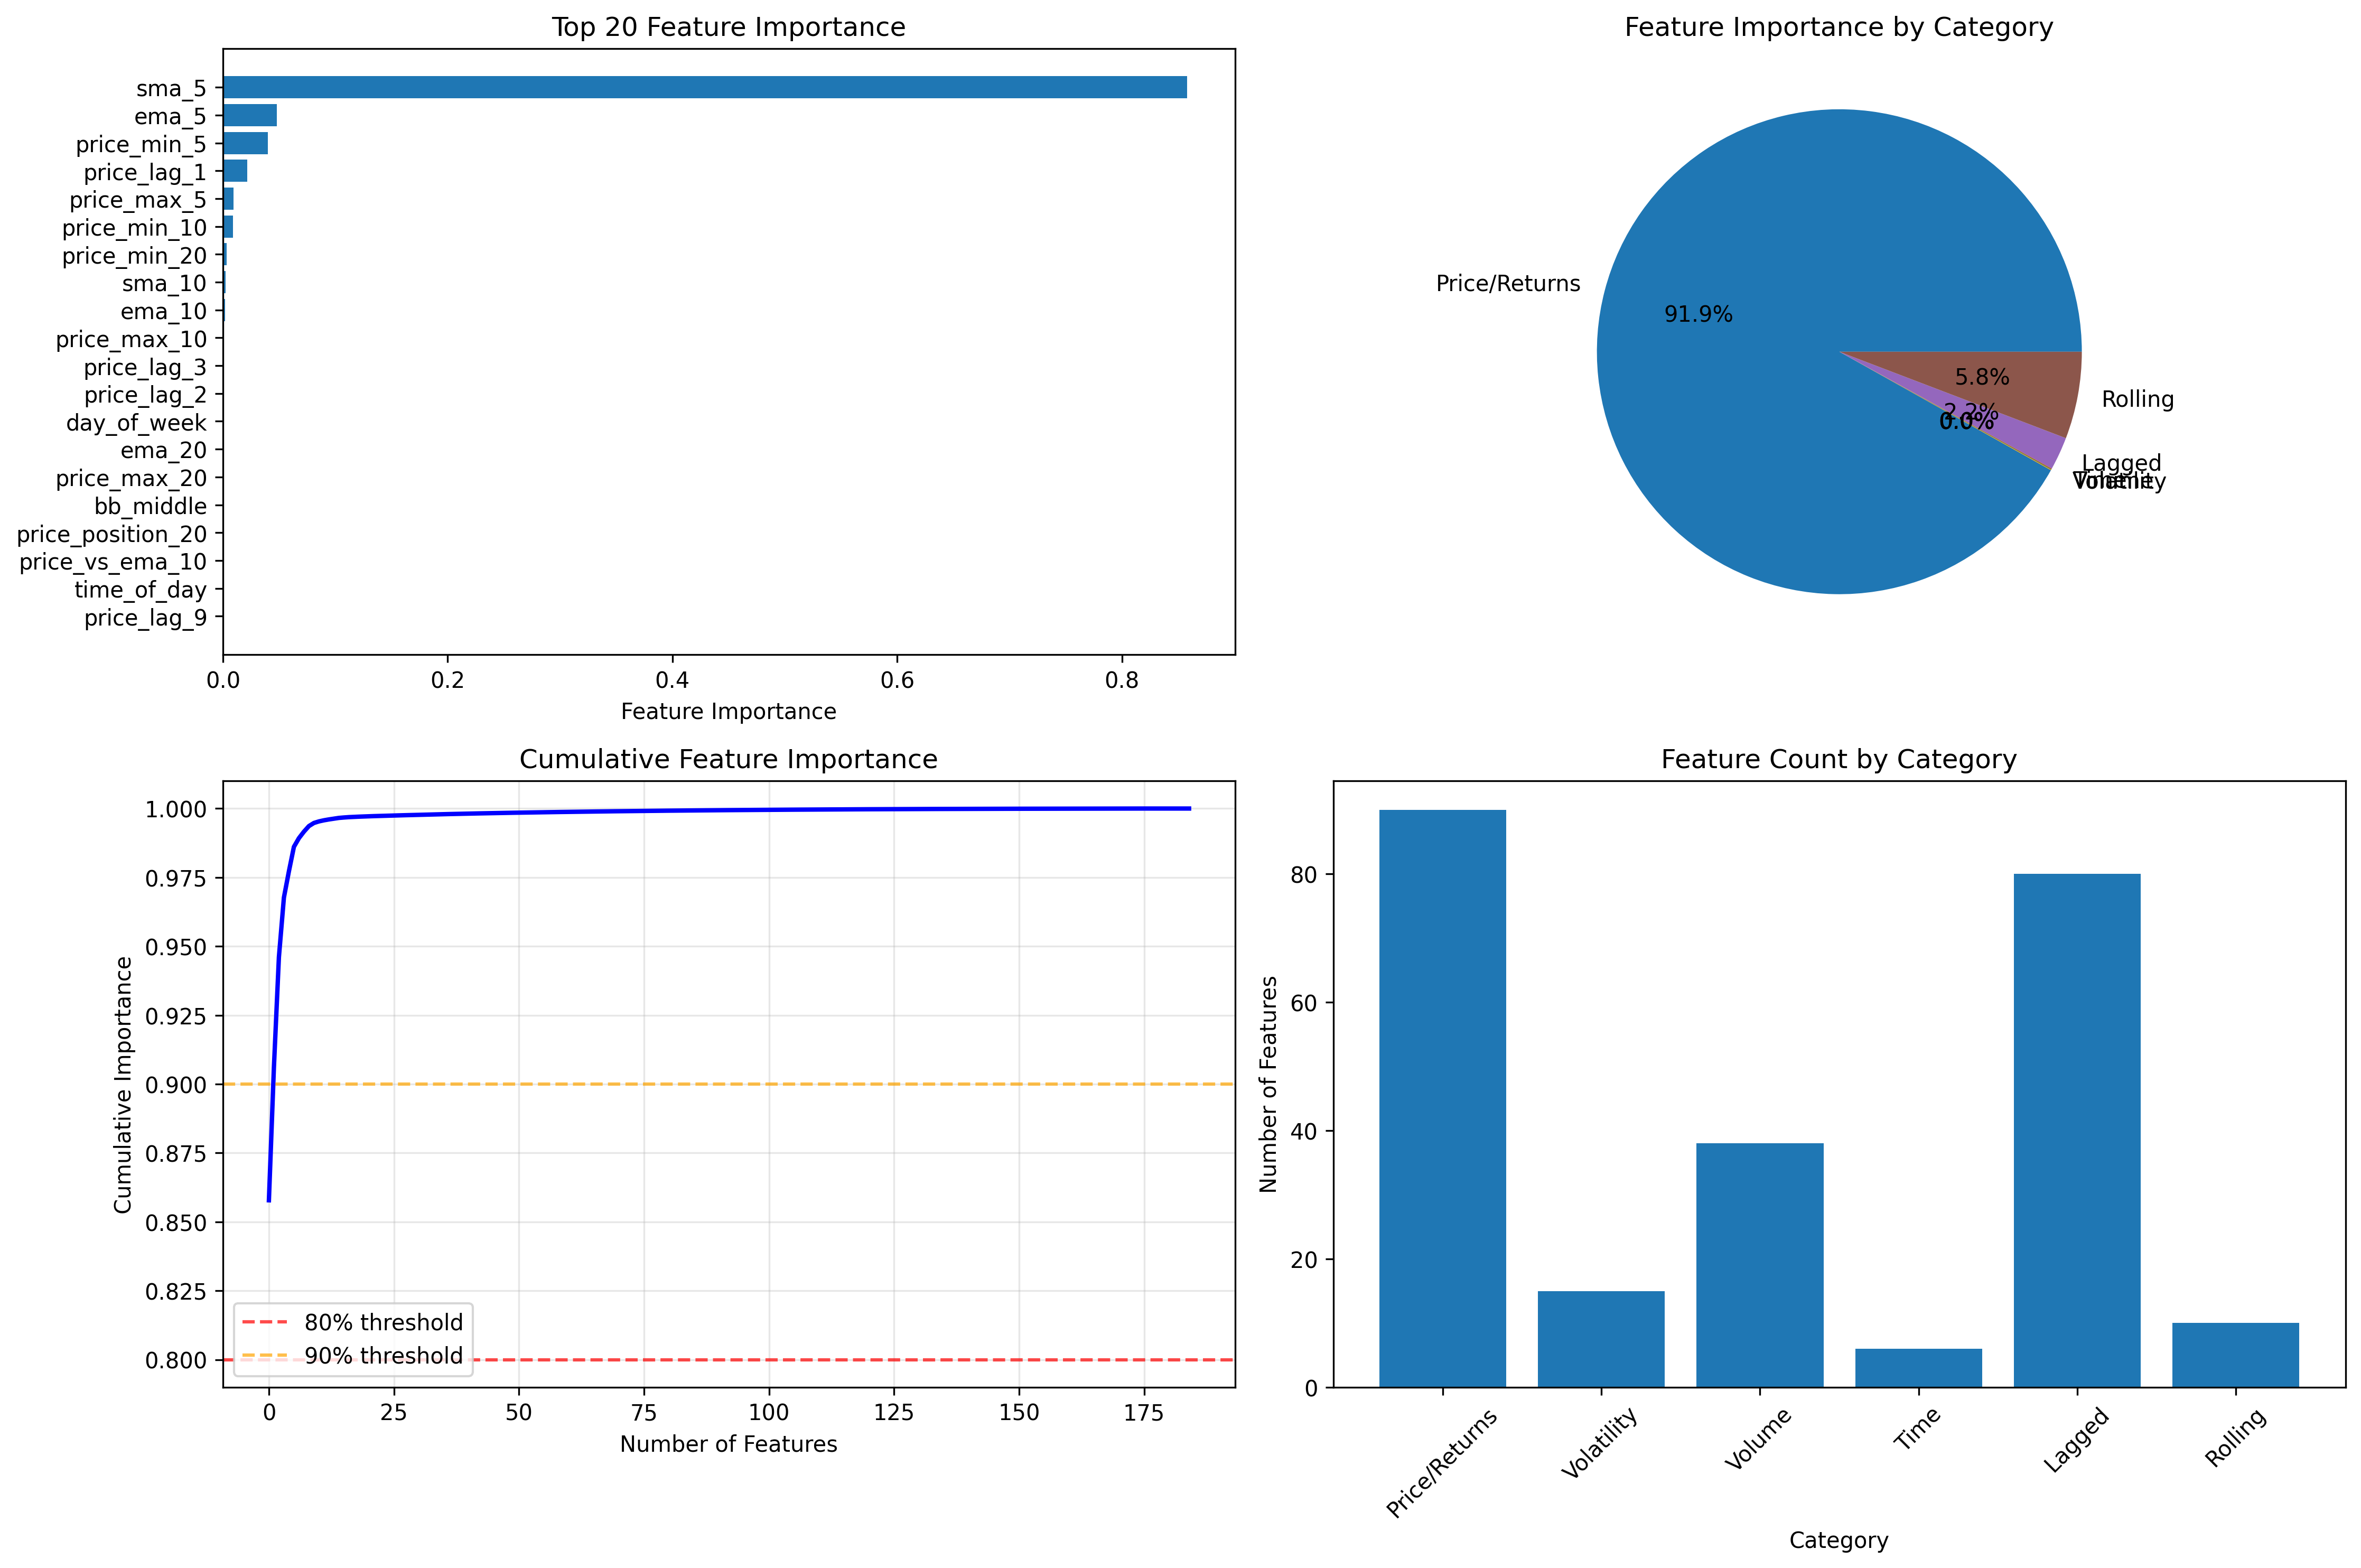 Top 20 Feature Importance
sma_5
ema_5
price_min_5
price_lag_1
price_max_5
price_min_10
price_min_20
sma_10
ema_10
price_max_10
price_lag_3
price_lag_2
day_of_week
ema_20
price_max_20
bb_middle
price_position_20
price_vs_ema_10
time_of_day
price_lag_9
0.0 0.2 0.4 0.6 0.8
Feature Importance
Feature Importance by Category
Price/Returns
91.9%
5.8%
Rolling
2.2%
0.0%
Lagged
Volatility
Cumulative Feature Importance
Cumulative Importance
1.000
0.975
0.950
0.925
0.900
0.875
0.850
0.825
0.800
80% threshold
90% threshold
0 25 50 75 100 125 150 175
Number of Features
Feature Count by Category
Number of Features
80
60
40
20
0
Price/Returns
Volatility
Volume
Time
Lagged
Rolling
Category